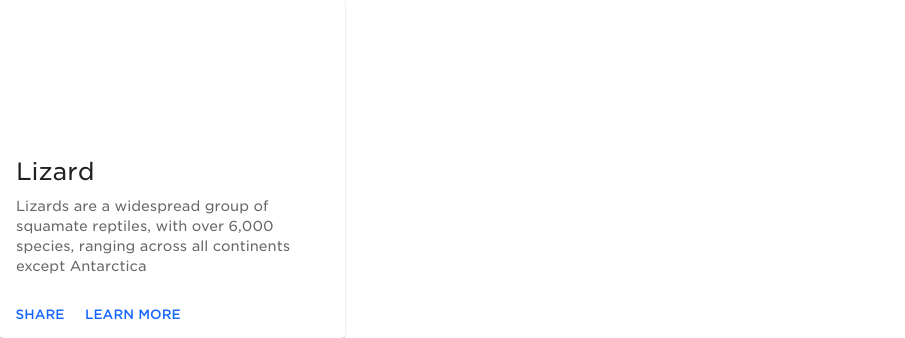 Lizard
Lizards are a widespread group of
squamate reptiles, with over 6,000
species, ranging across all continents
except Antarctica
SHARE LEARN MORE